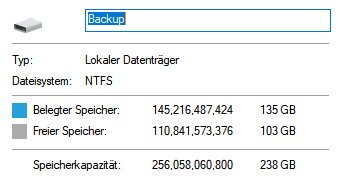 Backup
Typ: Lokaler Datenträger
Dateisystem: NTFS
Belegter Speicher: 145,216,487,424 135 GB
Freier Speicher: 110,841,573,376 103 GB
Speicherkapazität: 256,058,060,800 238 GB